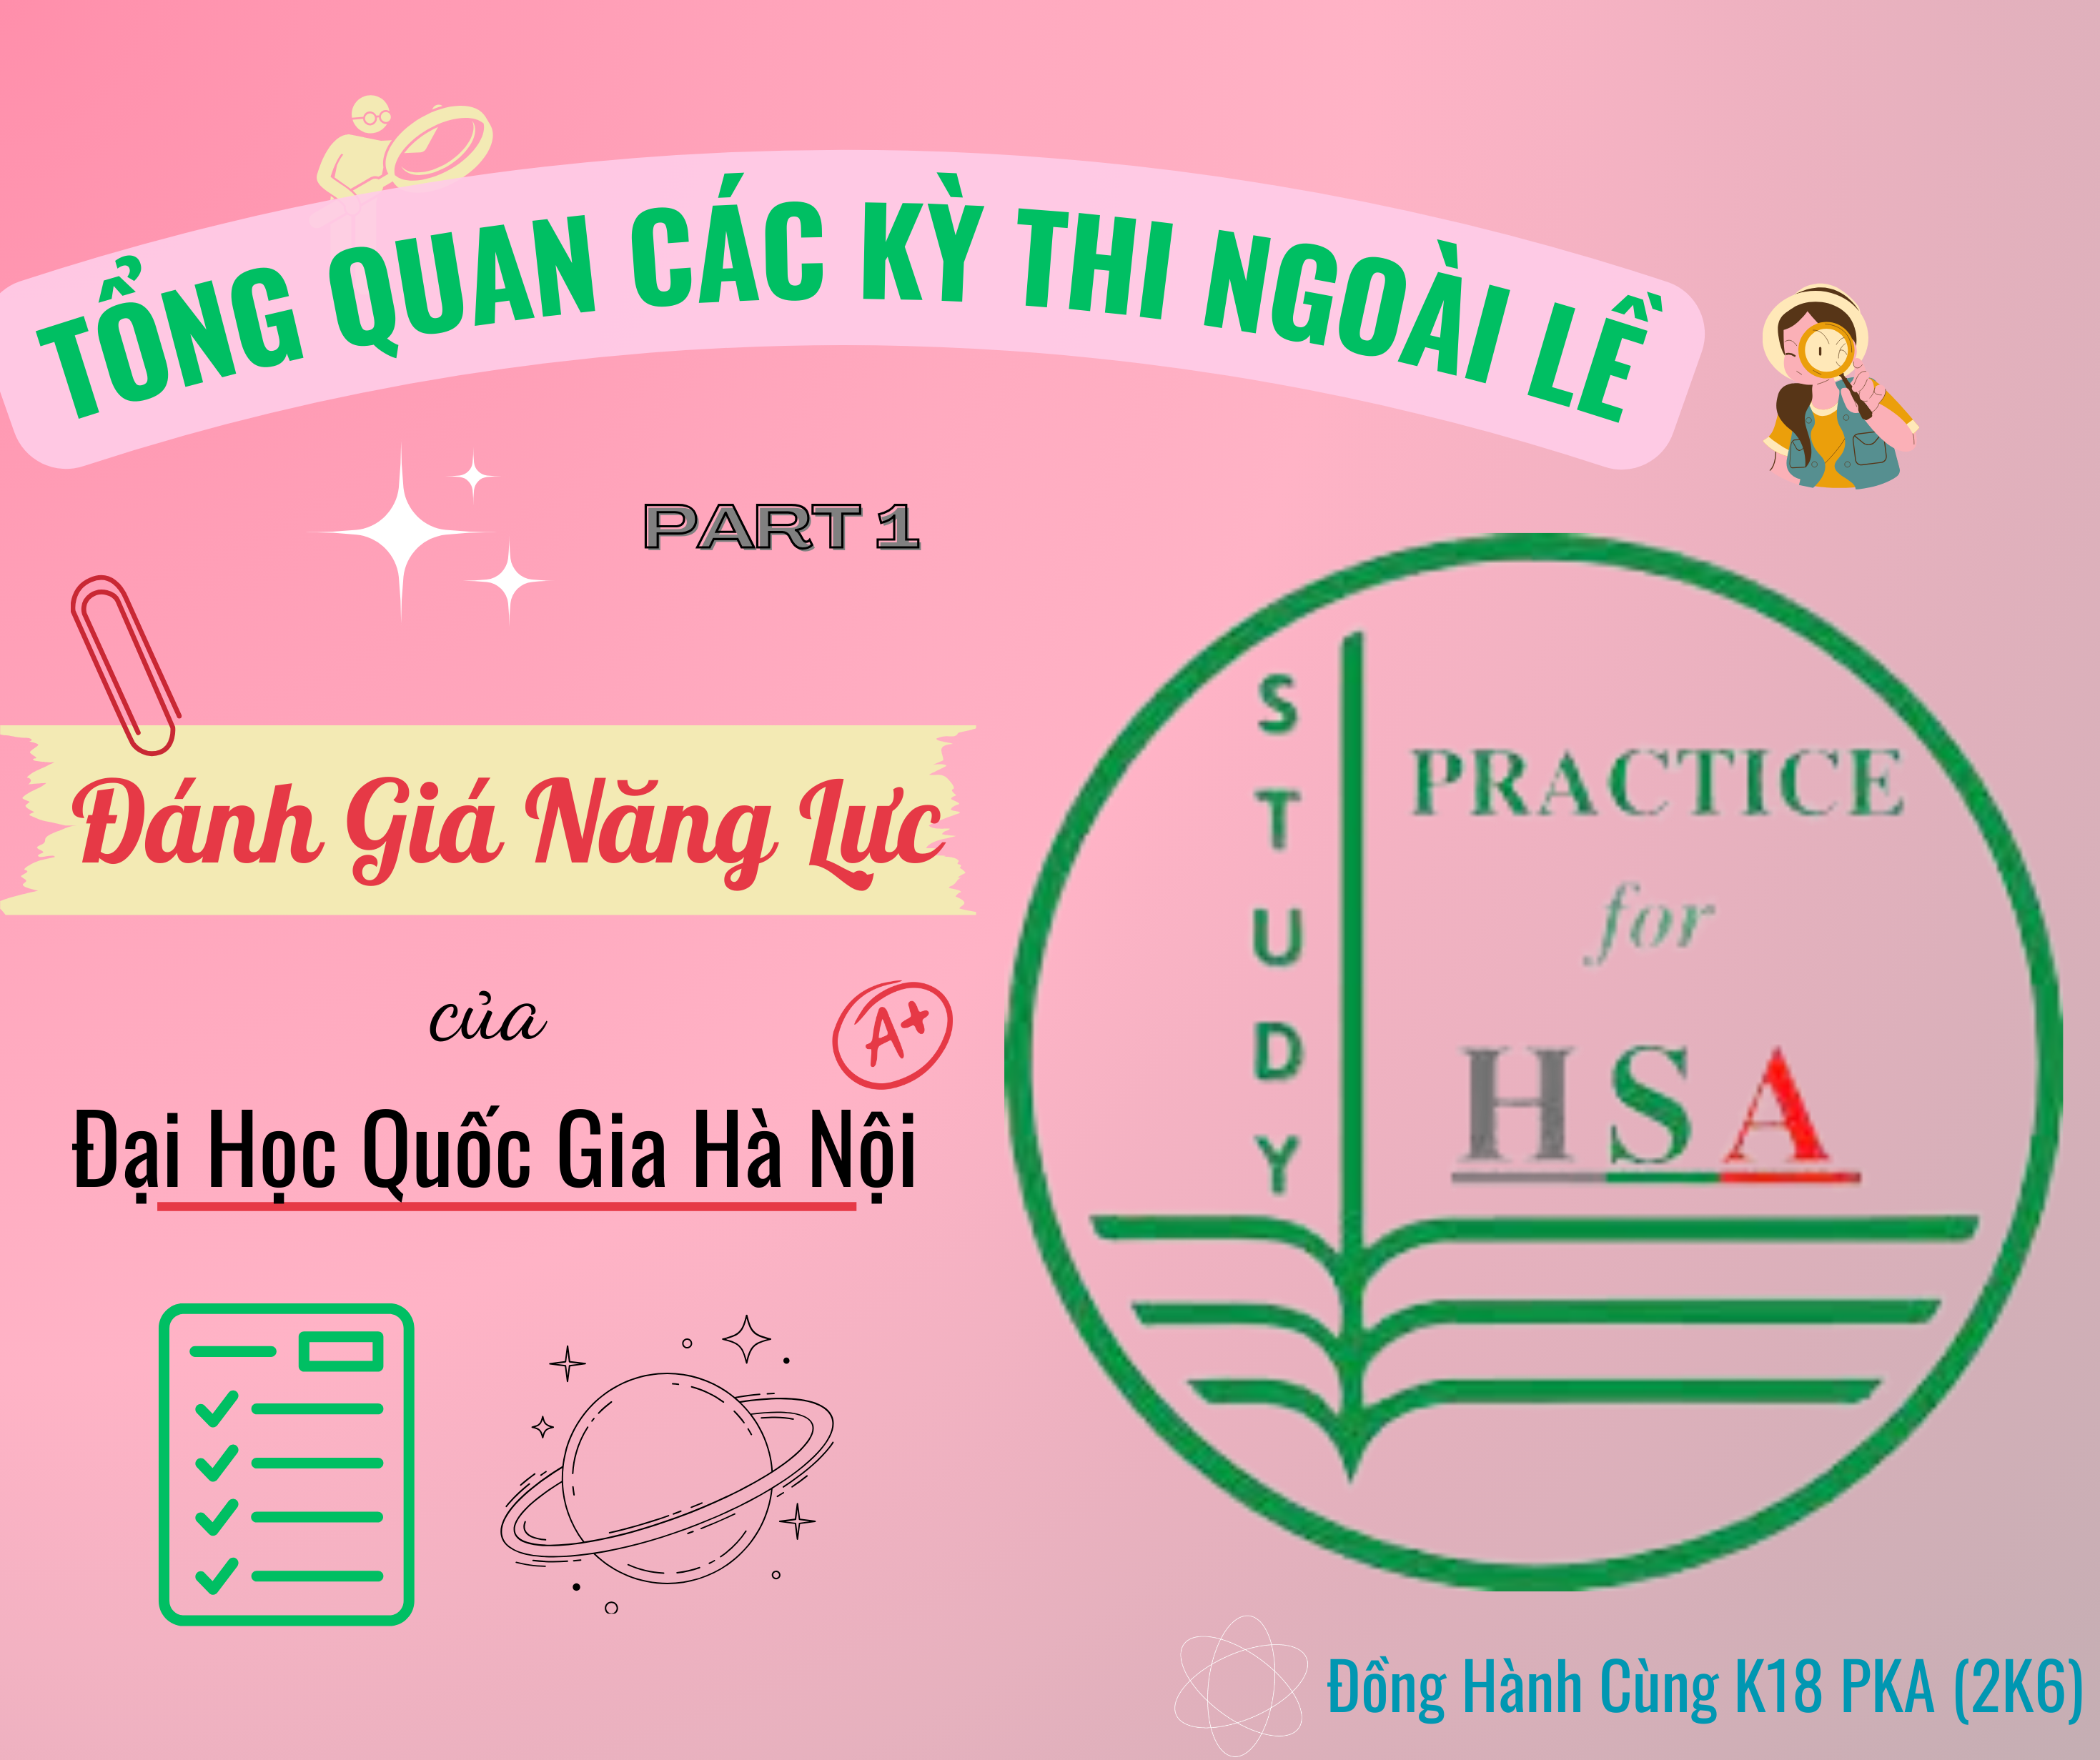 TỔNG QUAN CÁC KỲ THI NGOÀI LỀ
PART 1
Đánh Giá Năng Lực
của
A+
Đại Học Quốc Gia Hà Nội
STUDY
PRACTICE
for
HSA
Đồng Hành Cùng K18 PKA (2K6)